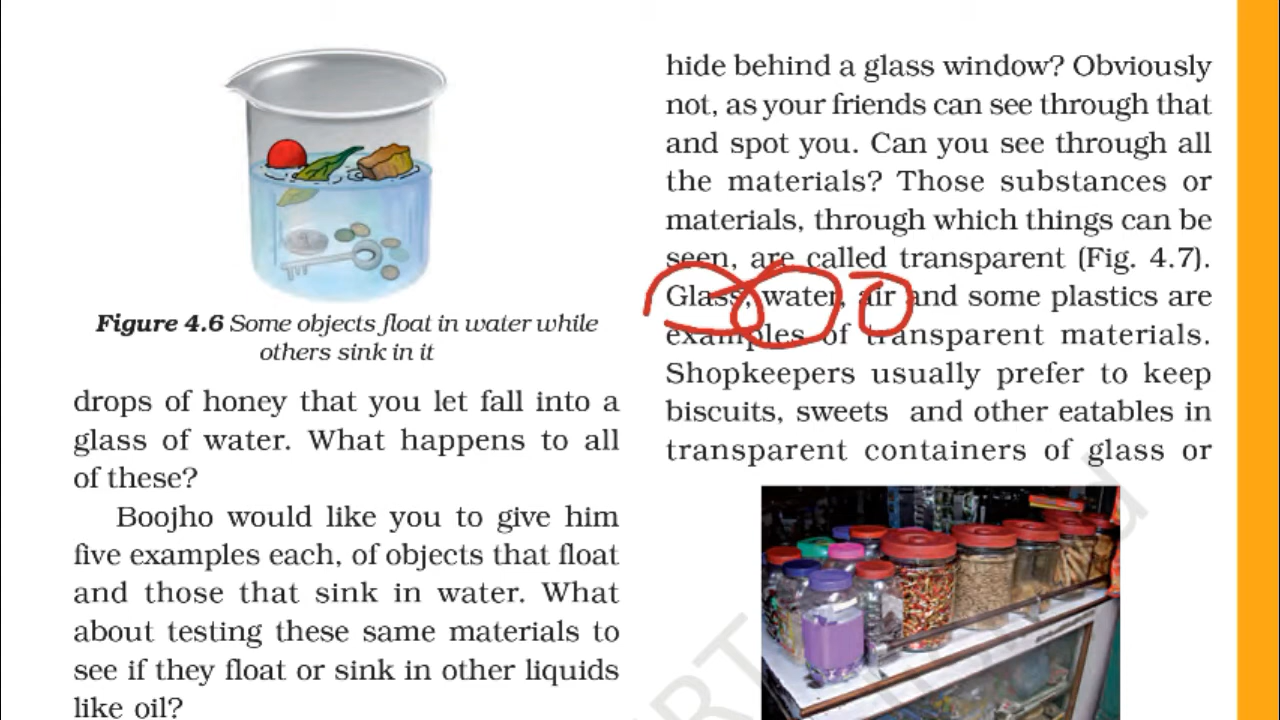 Figure 4.6 Some objects float in water while
others sink in it
drops of honey that you let fall into a
glass of water. What happens to all
of these?
Boojho would like you to give him
five examples each, of objects that float
and those that sink in water. What
about testing these same materials to
see if they float or sink in other liquids
like oil?
hide behind a glass window? Obviously
not, as your friends can see through that
and spot you. Can you see through all
the materials? Those substances or
materials, through which things can be
seen, are called transparent (Fig. 4.7).
Glass, water, air and some plastics are
examples of transparent materials.
Shopkeepers usually prefer to keep
biscuits, sweets and other eatables in
transparent containers of glass or